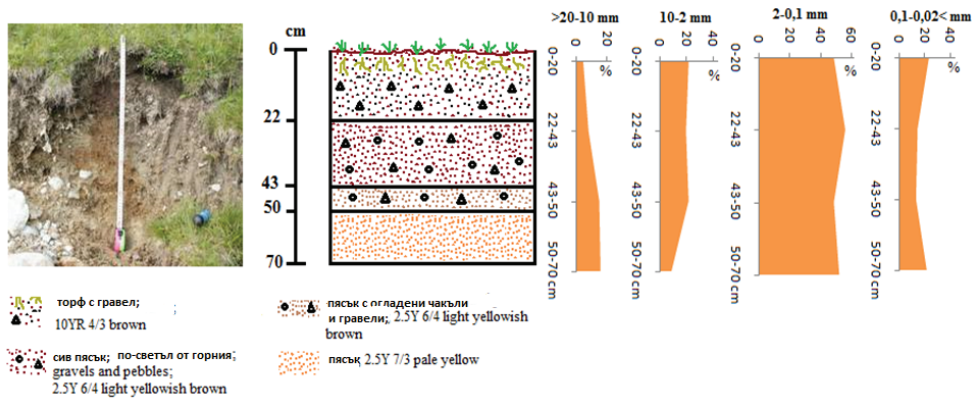 cm
0
22
43
50
70
>20-10 mm
0 20
%
0-20
22-43
43-50
50-70 cm
10-2 mm
0 20 40
%
0-20
22-43
43-50
50-70 cm
2-0,1 mm
0 20 40 60
%
0-20
22-43
43-50
50-70 cm
0,1-0,02< mm
0 20 40
%
0-20
22-43
43-50
50-70 cm
торф с гравел; ;
10YR 4/3 brown
сив пясък; по-светъл от горния;
gravels and pebbles;
2.5Y 6/4 light yellowish brown
пясък с огладени чакъли
и гравели; 2.5Y 6/4 light yellowish
brown
пясък 2.5Y 7/3 pale yellow